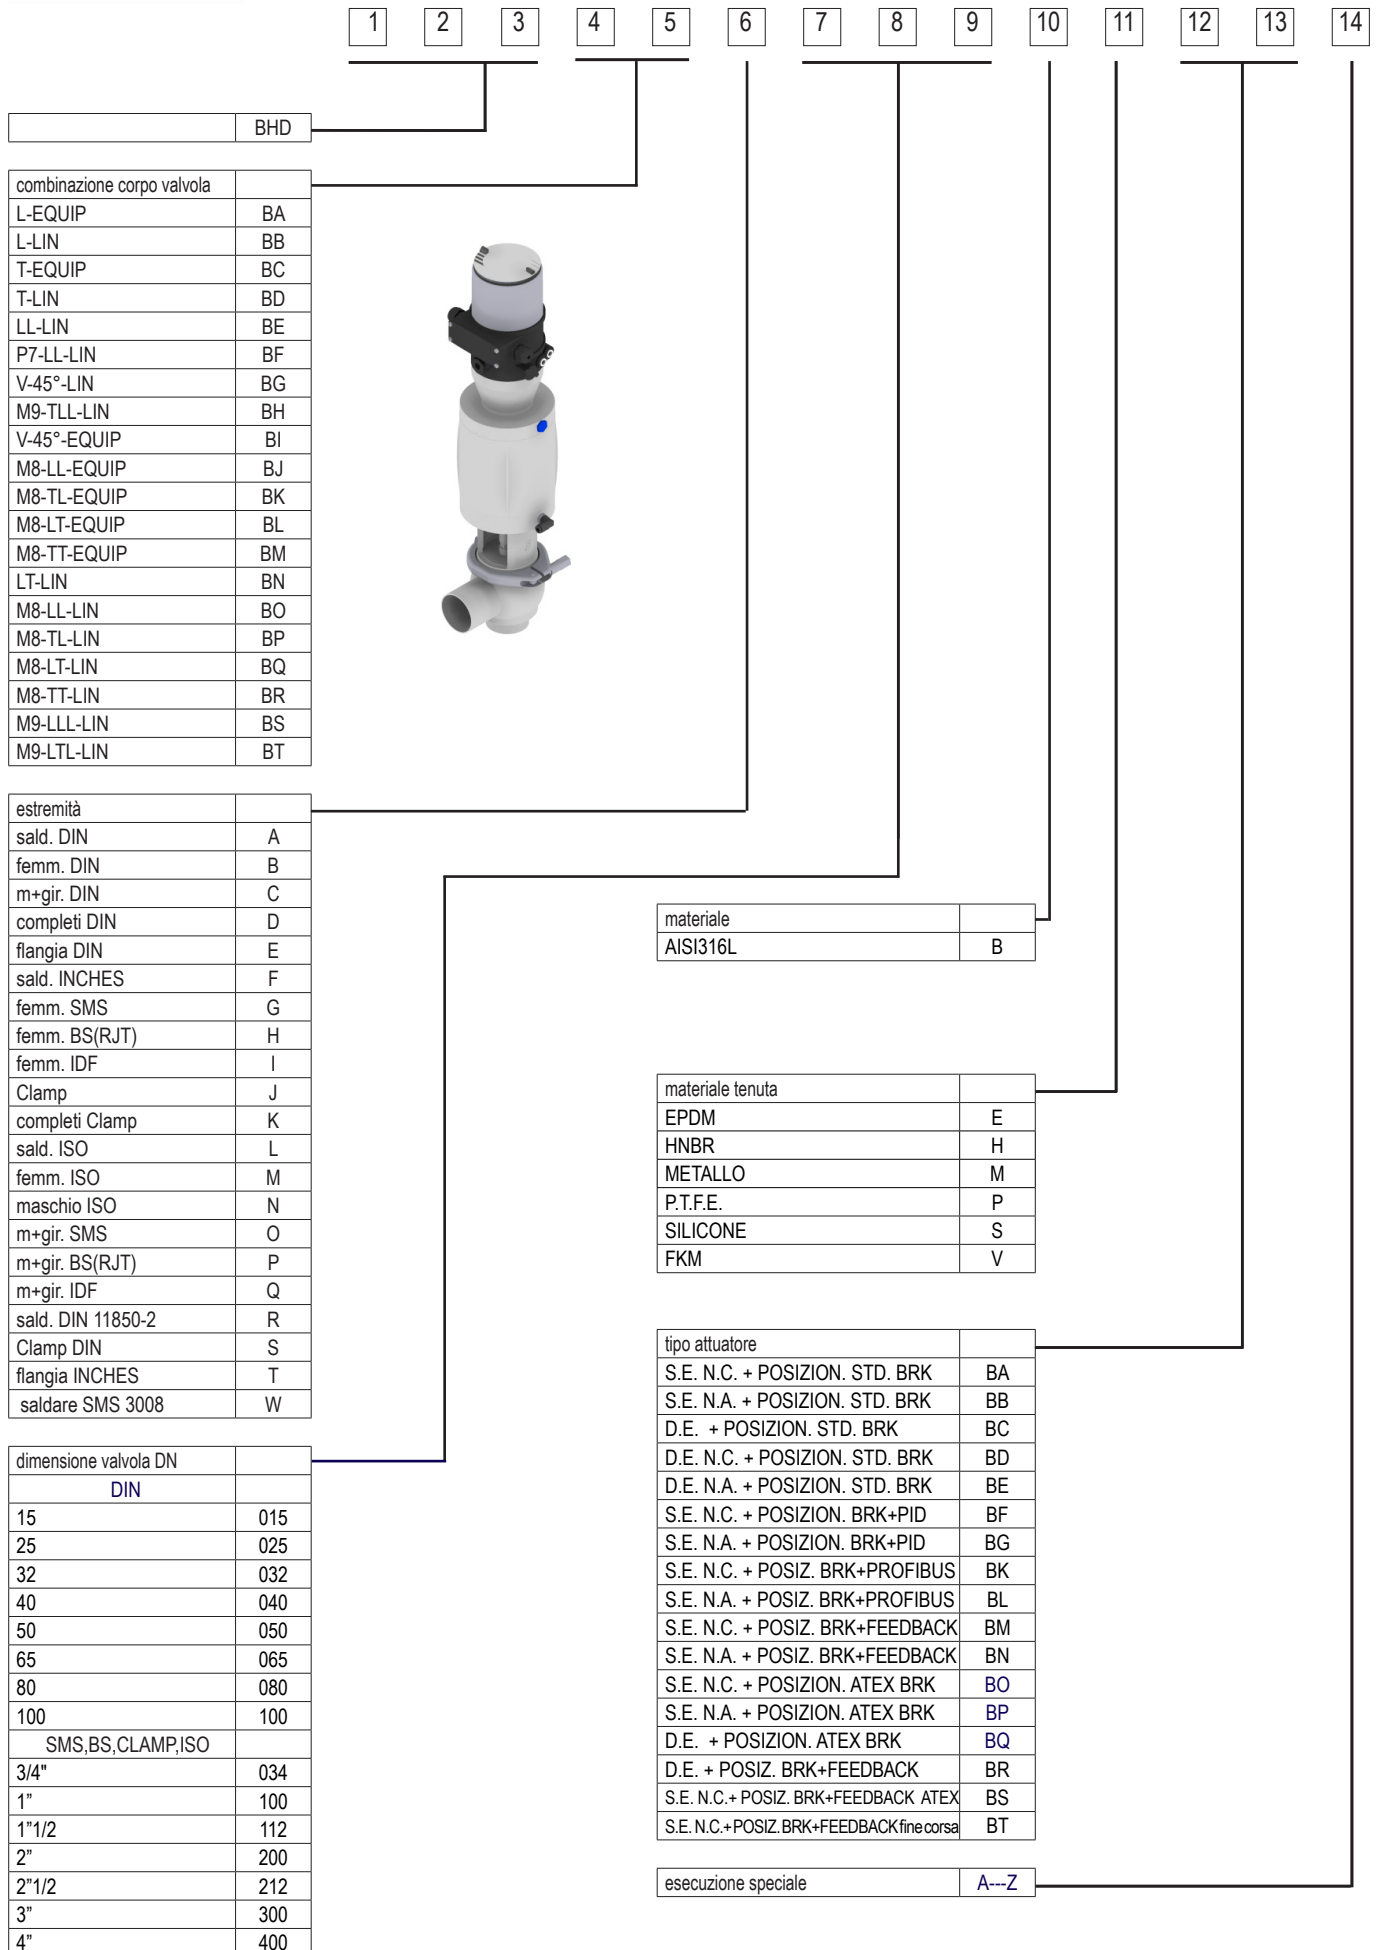 1 2 3 4 5 6 7 8 9 10 11 12 13 14
BHD
combinazione corpo valvola
L-EQUIP BA
L-LIN BB
T-EQUIP BC
T-LIN BD
LL-LIN BE
P7-LL-LIN BF
V-45°-LIN BG
M9-TLL-LIN BH
V-45°-EQUIP BI
M8-LL-EQUIP BJ
M8-TL-EQUIP BK
M8-LT-EQUIP BL
M8-TT-EQUIP BM
LT-LIN BN
M8-LL-LIN BO
M8-TL-LIN BP
M8-LT-LIN BQ
M8-TT-LIN BR
M9-LLL-LIN BS
M9-LTL-LIN BT
estremità
sald. DIN A
femm. DIN B
m+gir. DIN C
completi DIN D
flangia DIN E
sald. INCHES F
femm. SMS G
femm. BS(RJT) H
femm. IDF I
Clamp J
completi Clamp K
sald. ISO L
femm. ISO M
maschio ISO N
m+gir. SMS O
m+gir. BS(RJT) P
m+gir. IDF Q
sald. DIN 11850-2 R
Clamp DIN S
flangia INCHES T
saldare SMS 3008 W
dimensione valvola DN
DIN
15 015
25 025
32 032
40 040
50 050
65 065
80 080
100 100
SMS,BS,CLAMP,ISO
3/4" 034
1” 100
1”1/2 112
2” 200
2”1/2 212
3” 300
4” 400
materiale
AISI316L B
materiale tenuta
EPDM E
HNBR H
METALLO M
P.T.F.E. P
SILICONE S
FKM V
tipo attuatore
S.E. N.C. + POSIZION. STD. BRK BA
S.E. N.A. + POSIZION. STD. BRK BB
D.E. + POSIZION. STD. BRK BC
D.E. N.C. + POSIZION. STD. BRK BD
D.E. N.A. + POSIZION. STD. BRK BE
S.E. N.C. + POSIZION. BRK+PID BF
S.E. N.A. + POSIZION. BRK+PID BG
S.E. N.C. + POSIZ. BRK+PROFIBUS BK
S.E. N.A. + POSIZ. BRK+PROFIBUS BL
S.E. N.C. + POSIZ. BRK+FEEDBACK BM
S.E. N.A. + POSIZ. BRK+FEEDBACK BN
S.E. N.C. + POSIZION. ATEX BRK BO
S.E. N.A. + POSIZION. ATEX BRK BP
D.E. + POSIZION. ATEX BRK BQ
D.E. + POSIZ. BRK+FEEDBACK BR
S.E. N.C.+ POSIZ. BRK+FEEDBACK ATEX BS
S.E. N.C.+POSIZ. BRK+FEEDBACK fine corsa BT
esecuzione speciale A---Z